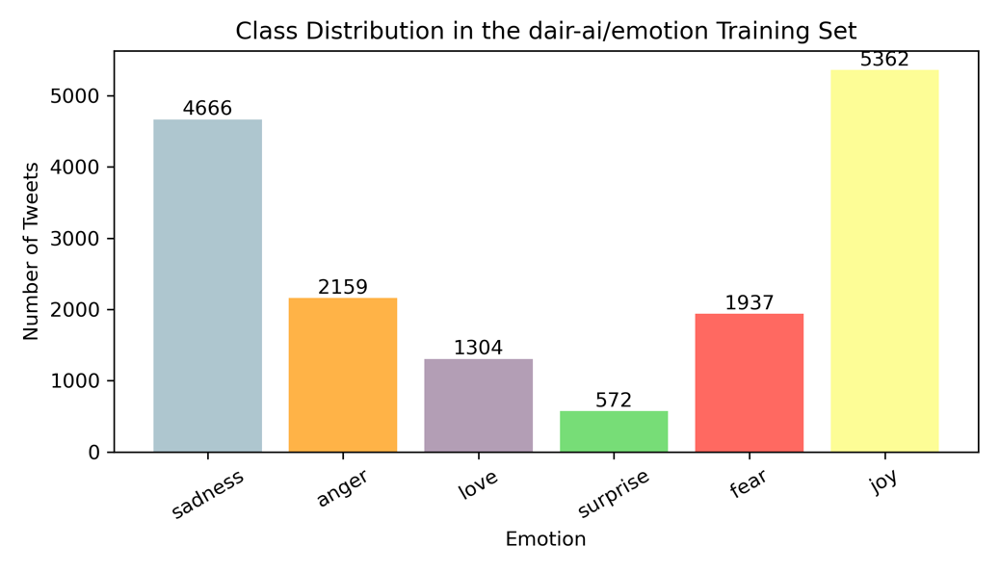 Class Distribution in the dair-ai/emotion Training Set
Number of Tweets
5000
4000
3000
2000
1000
0
4666
2159
1304
572
1937
5362
sadness
anger
love
surprise
fear
joy
Emotion